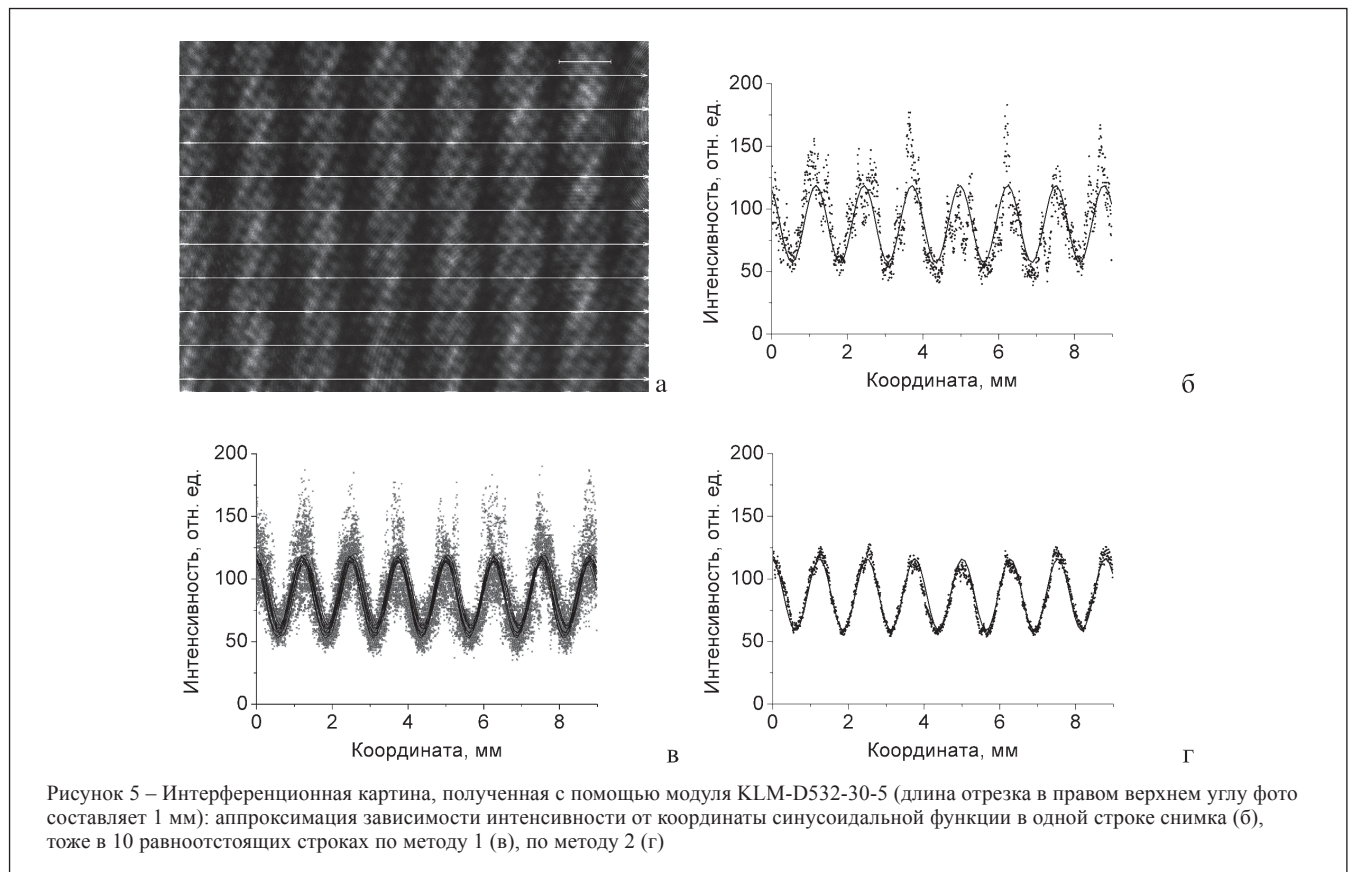 а
200
150
100
50
0
0 2 4 6 8
Интенсивность, отн. ед.
Координата, мм
б
200
150
100
50
0
0 2 4 6 8
Интенсивность, отн. ед.
Координата, мм
в
200
150
100
50
0
0 2 4 6 8
Интенсивность, отн. ед.
Координата, мм
г
Рисунок 5 – Интерференционная картина, полученная с помощью модуля KLM-D532-30-5 (длина отрезка в правом верхнем углу фото
составляет 1 мм): аппроксимация зависимости интенсивности от координаты синусоидальной функции в одной строке снимка (б),
тоже в 10 равноотстоящих строках по методу 1 (в), по методу 2 (г)